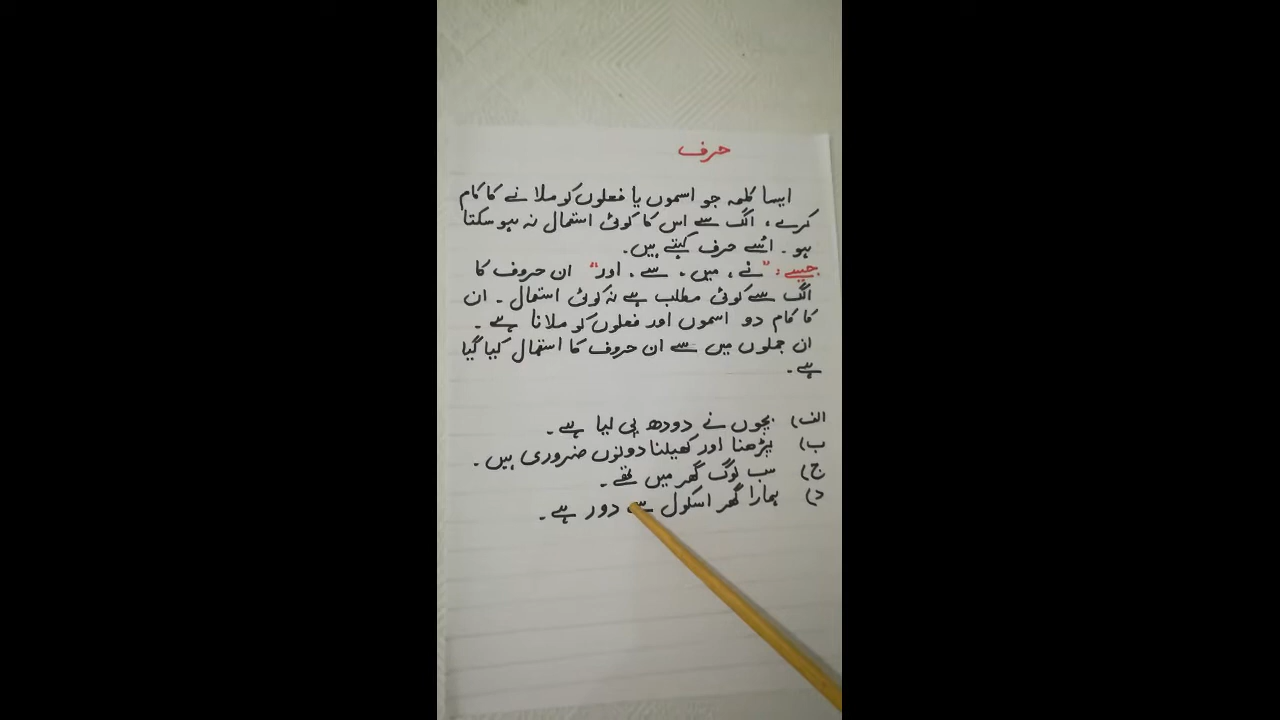 حرف
ایسا کلمہ جو اسموں یا فعلوں کو ملانے کا کام
کرے، الگ سے اس کا کوئی استمال نہ ہو سکتا
ہو۔ اُسے حرف کہتے ہیں۔
جیسے: "نے، میں۔ سے۔ اور" ان حروف کا
الگ سے کوئی مطلب ہے نہ کوئی استمال۔ ان
کا کام دو اسموں اور فعلوں کو ملانا ہے۔
ان جملوں میں سے ان حروف کا استمال کیا گیا
ہے۔
الف) بچوں نے دودھ پی لیا ہے۔
ب) پڑھنا اور کھیلنا دونوں ضروری ہیں۔
ج) سب لوگ گھر میں تھے۔
د) ہمارا گھر اسکول سے دور ہے۔